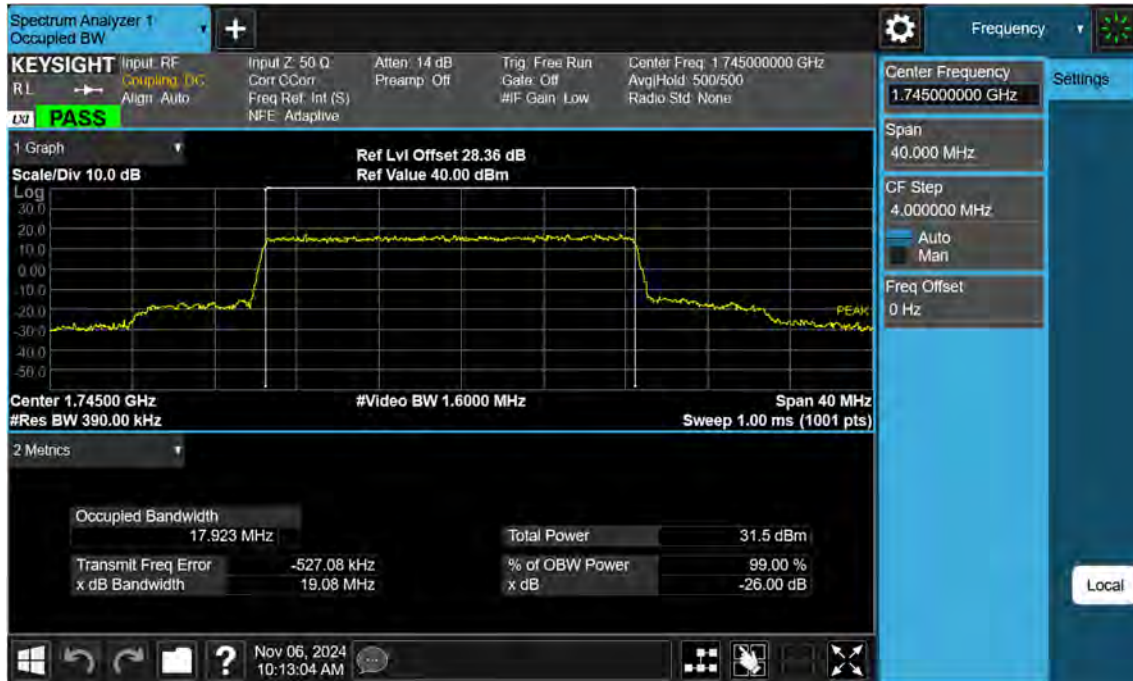 Spectrum Analyzer 1
Occupied BW
+
Frequency
KEYSIGHT Input: RF Input Z: 50 Ω Atten: 14 dB Trig: Free Run Center Freq: 1.745000000 GHz
RL Coupling: DC Corr CCorr Preamp: Off Gate: Off Avg|Hold: 500/500
Align: Auto Freq Ref: Int (S) #IF Gain: Low Radio Std: None
LXI PASS NFE: Adaptive
1 Graph
Ref Lvl Offset 28.36 dB
Scale/Div 10.0 dB Ref Value 40.00 dBm
Log
30.0
20.0
10.0
0.00
-10.0
-20.0
PEAK
-30.0
-40.0
-50.0
Center 1.74500 GHz #Video BW 1.6000 MHz Span 40 MHz
#Res BW 390.00 kHz Sweep 1.00 ms (1001 pts)
2 Metrics
Occupied Bandwidth
17.923 MHz Total Power 31.5 dBm
Transmit Freq Error -527.08 kHz % of OBW Power 99.00 %
x dB Bandwidth 19.08 MHz x dB -26.00 dB
Center Frequency
1.745000000 GHz
Settings
Span
40.000 MHz
CF Step
4.000000 MHz
Auto
Man
Freq Offset
0 Hz
Local
?
Nov 06, 2024
10:13:04 AM